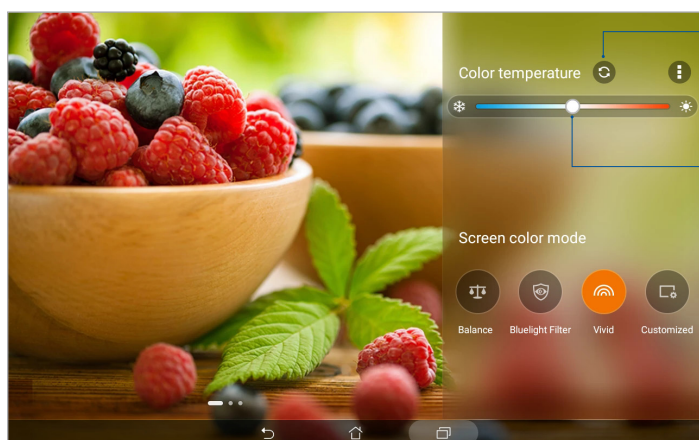 Color temperature
Screen color mode
Balance
Bluelight Filter
Vivid
Customized